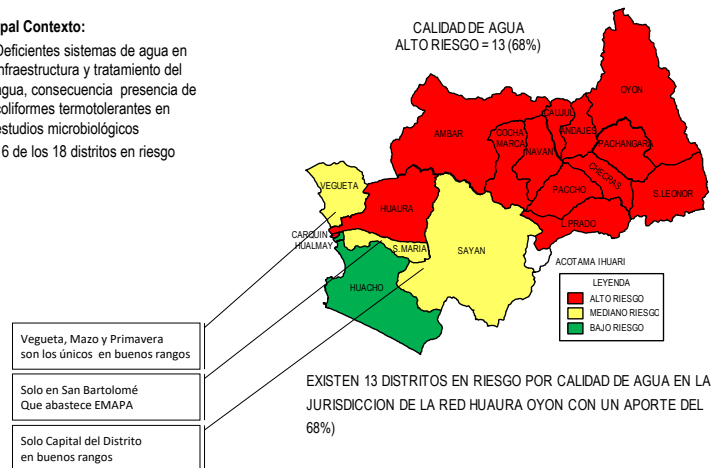 pal Contexto:
Deficientes sistemas de agua en
nfraestructura y tratamiento del
agua, consecuencia presencia de
coliformes termotolerantes en
estudios microbiológicos
6 de los 18 distritos en riesgo
CALIDAD DE AGUA
ALTO RIESGO = 13 (68%)
OYON
CAUJUL
AMBAR
COCHA
MARCA
ANDAJES
NAVAN
PACHANGARA
CHECRAS
VEGUETA
PACCHO
S.LEONOR
HUAURA
L.PRADO
CARQUIN
HUALMAY
S.MARIA
SAYAN
ACOTAMA IHUARI
HUACHO
LEYENDA
ALTO RIESGO
MEDIANO RIESGO
BAJO RIESGO
Vegueta, Mazo y Primavera
son los únicos en buenos rangos
Solo en San Bartolomé
Que abastece EMAPA
Solo Capital del Distrito
en buenos rangos
EXISTEN 13 DISTRITOS EN RIESGO POR CALIDAD DE AGUA EN LA
JURISDICCION DE LA RED HUAURA OYON CON UN APORTE DEL
68%)